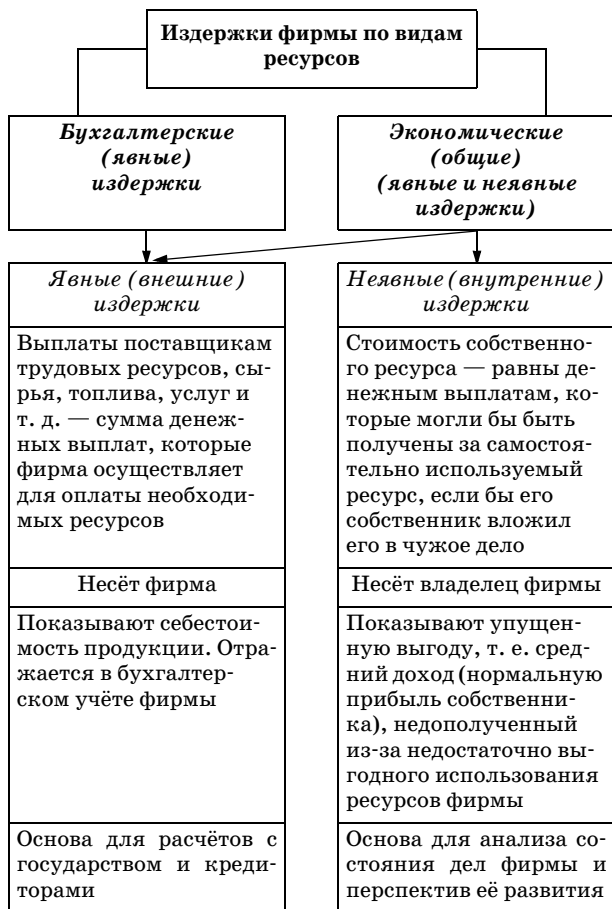 Издержки фирмы по видам
ресурсов
Бухгалтерские
(явные)
издержки
Экономические
(общие)
(явные и неявные
издержки)
Явные (внешние)
издержки
Неявные (внутренние)
издержки
Выплаты поставщикам
трудовых ресурсов, сы-
рья, топлива, услуг и
т. д. — сумма денеж-
ных выплат, которые
фирма осуществляет
для оплаты необходи-
мых ресурсов
Стоимость собственно-
го ресурса — равны де-
нежным выплатам, ко-
торые могли бы быть
получены за самостоя-
тельно используемый
ресурс, если бы его
собственник вложил
его в чужое дело
Несёт фирма
Несёт владелец фирмы
Показывают себестои-
мость продукции. Отра-
жается в бухгалтер-
ском учёте фирмы
Показывают упущен-
ную выгоду, т. е. сред-
ний доход (нормальную
прибыль собственни-
ка), недополученный
из-за недостаточно вы-
годного использования
ресурсов фирмы
Основа для расчётов с
государством и креди-
торами
Основа для анализа со-
стояния дел фирмы и
перспектив её развития